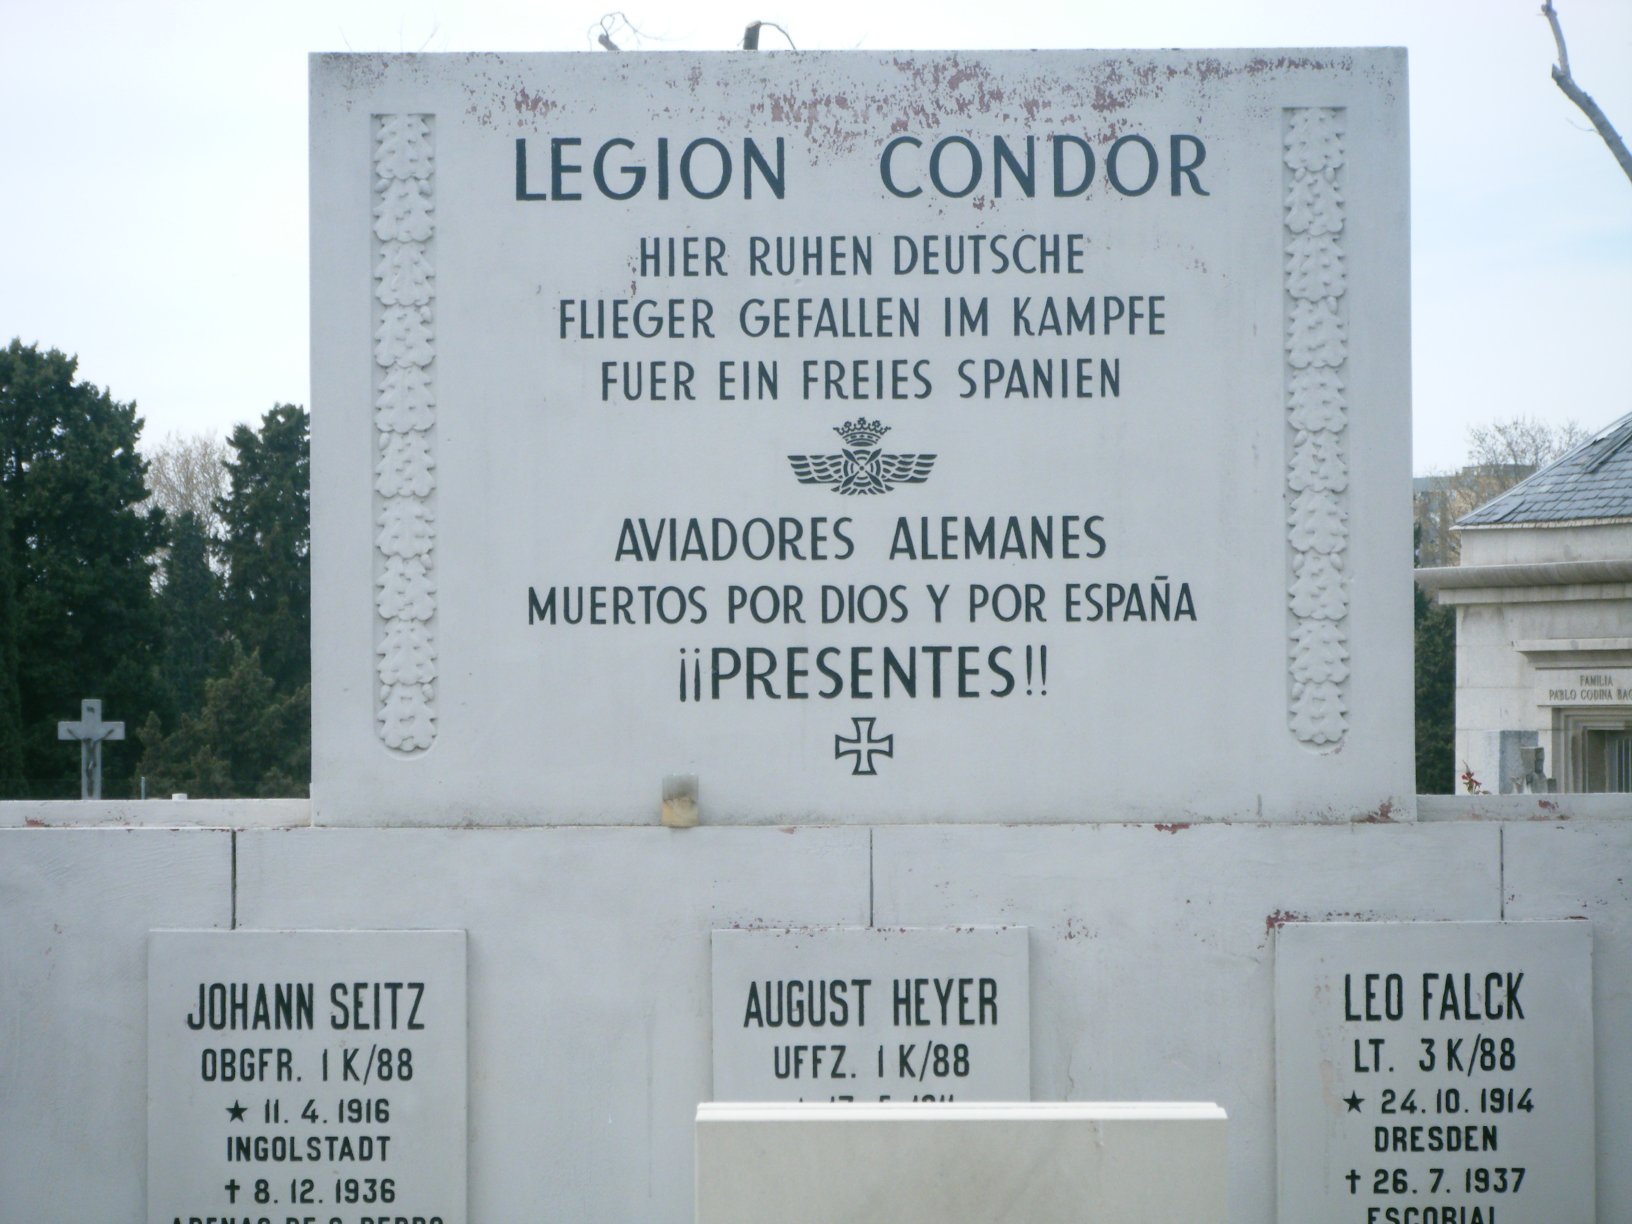 LEGION CONDOR
HIER RUHEN DEUTSCHE
FLIEGER GEFALLEN IM KAMPFE
FUER EIN FREIES SPANIEN
AVIADORES ALEMANES
MUERTOS POR DIOS Y POR ESPAÑA
¡¡PRESENTES!!
FAMILIA
PABLO CODINA
JOHANN SEITZ
OBGFR. 1 K/88
★ 11. 4. 1916
INGOLSTADT
✝ 8. 12. 1936
AUGUST HEYER
UFFZ. 1 K/88
LEO FALCK
LT. 3 K/88
★ 24. 10. 1914
DRESDEN
✝ 26. 7. 1937
ESCORIAL